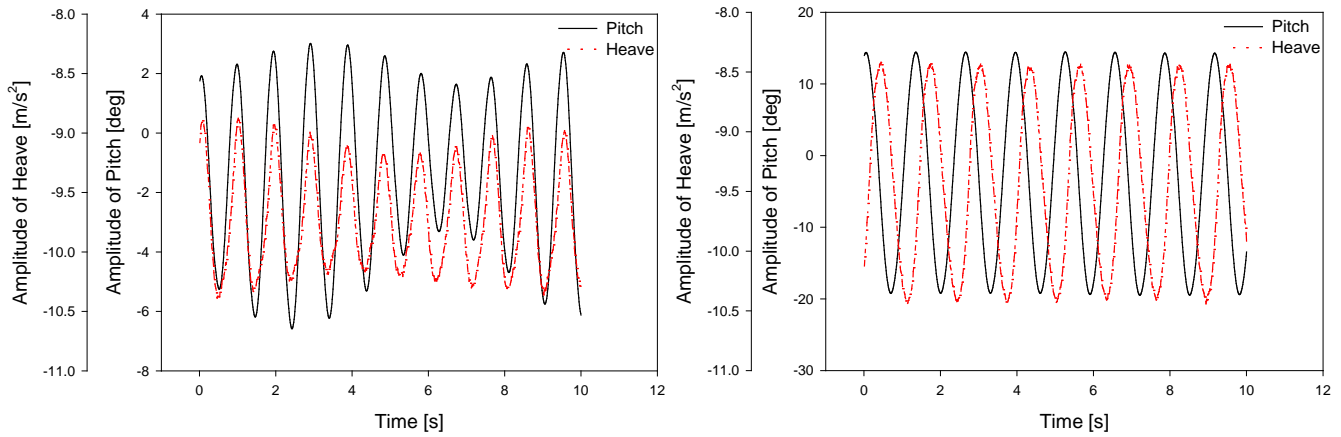 Amplitude of Heave [m/s²]
-8.0
-8.5
-9.0
-9.5
-10.0
-10.5
-11.0
Amplitude of Pitch [deg]
4
2
0
-2
-4
-6
-8
Pitch
Heave
0 2 4 6 8 10 12
Time [s]
Amplitude of Heave [m/s²]
-8.0
-8.5
-9.0
-9.5
-10.0
-10.5
-11.0
Amplitude of Pitch [deg]
20
10
0
-10
-20
-30
Pitch
Heave
0 2 4 6 8 10 12
Time [s]